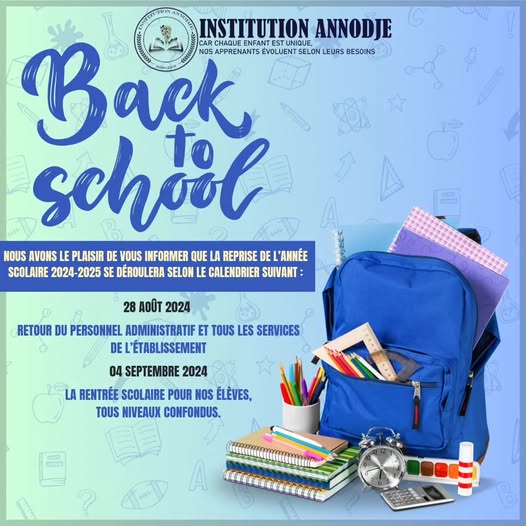 INSTITUTION ANNODJE
INSTITUTION ANNODJE
CAR CHAQUE ENFANT EST UNIQUE,
NOS APPRENANTS ÉVOLUENT SELON LEURS BESOINS
Back
to
school
NOUS AVONS LE PLAISIR DE VOUS INFORMER QUE LA REPRISE DE L'ANNÉE
SCOLAIRE 2024-2025 SE DÉROULERA SELON LE CALENDRIER SUIVANT :
28 AOÛT 2024
RETOUR DU PERSONNEL ADMINISTRATIF ET TOUS LES SERVICES
DE L'ÉTABLISSEMENT
04 SEPTEMBRE 2024
LA RENTRÉE SCOLAIRE POUR NOS ÉLÈVES,
TOUS NIVEAUX CONFONDUS.